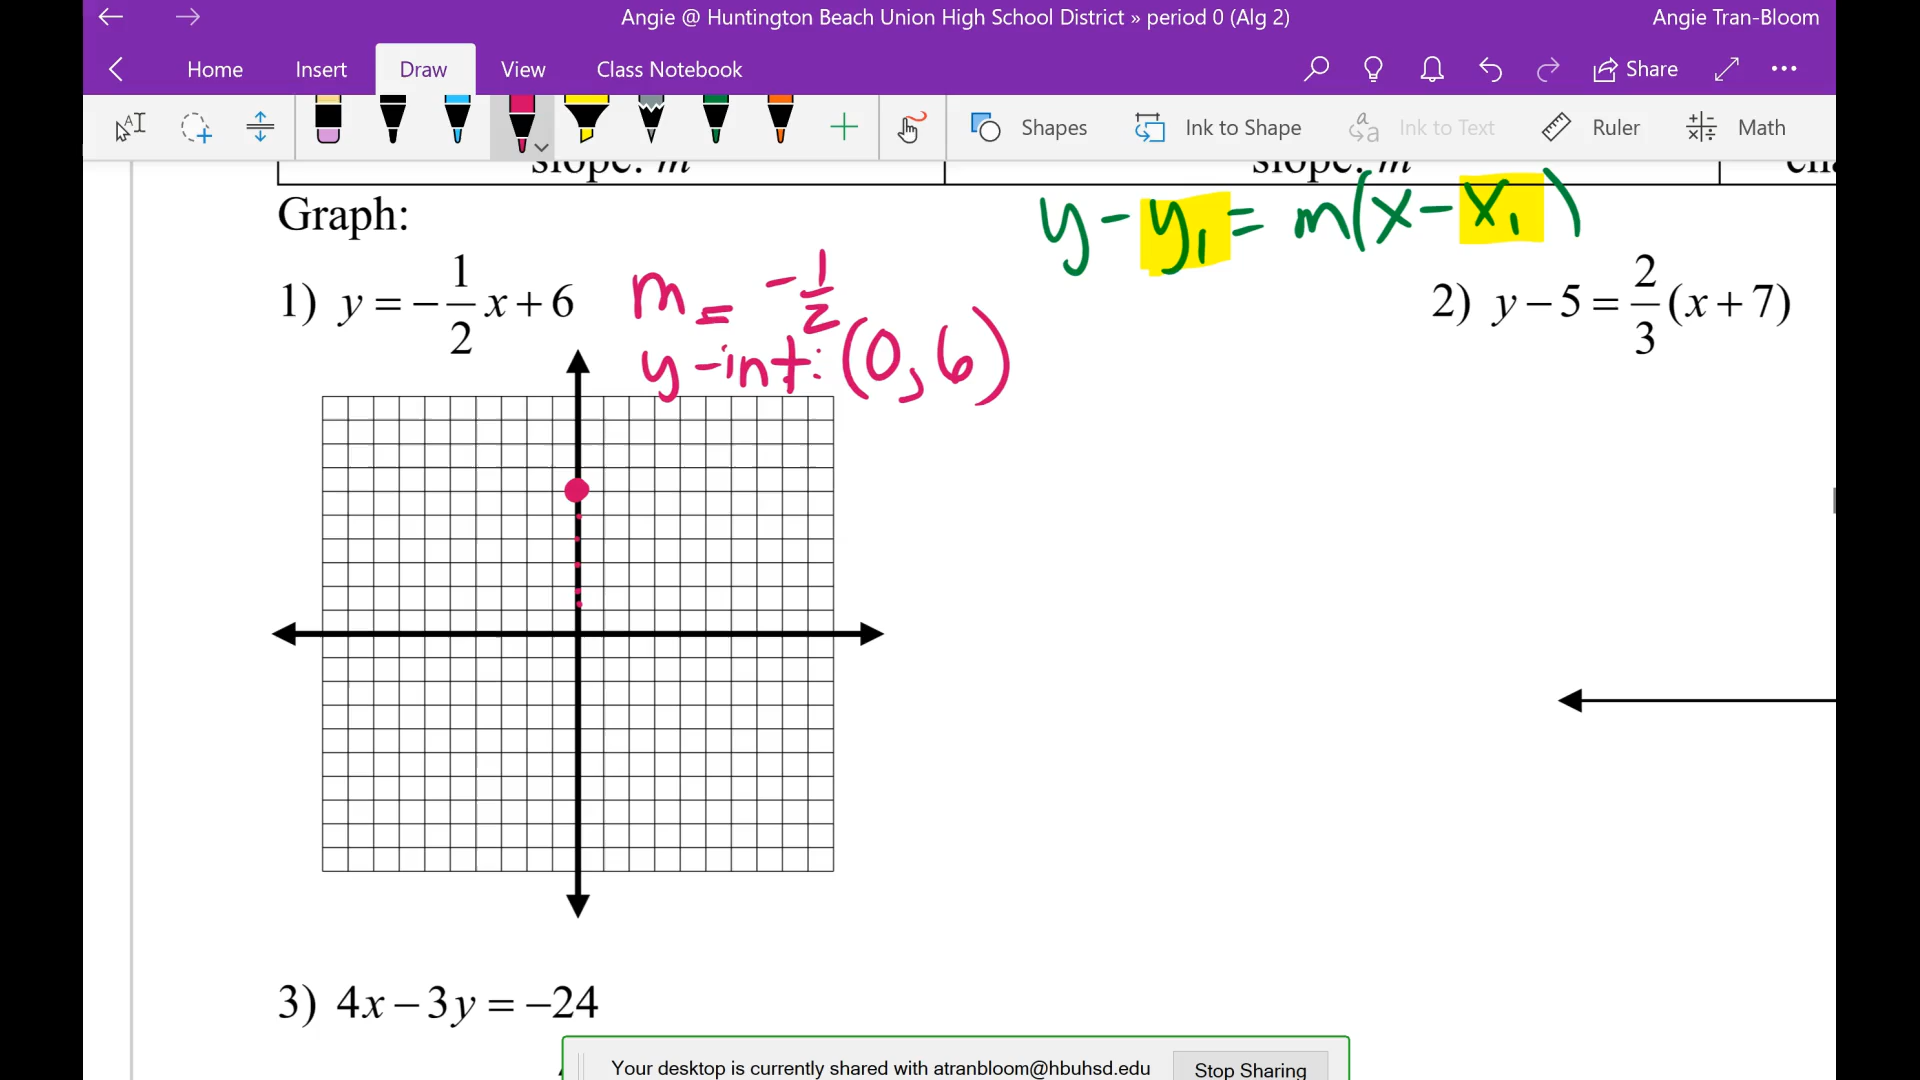 Angie @ Huntington Beach Union High School District » period 0 (Alg 2)
Angie Tran-Bloom
Home Insert Draw View Class Notebook
Share
Shapes Ink to Shape Ink to Text Ruler Math
slope: m
slope: m
Graph:
y - y₁ = m(x - x₁)
1) y = -1/2 x + 6
m = -1/2
y-int: (0, 6)
2) y - 5 = 2/3 (x + 7)
3) 4x - 3y = -24
Your desktop is currently shared with atranbloom@hbuhsd.edu
Stop Sharing